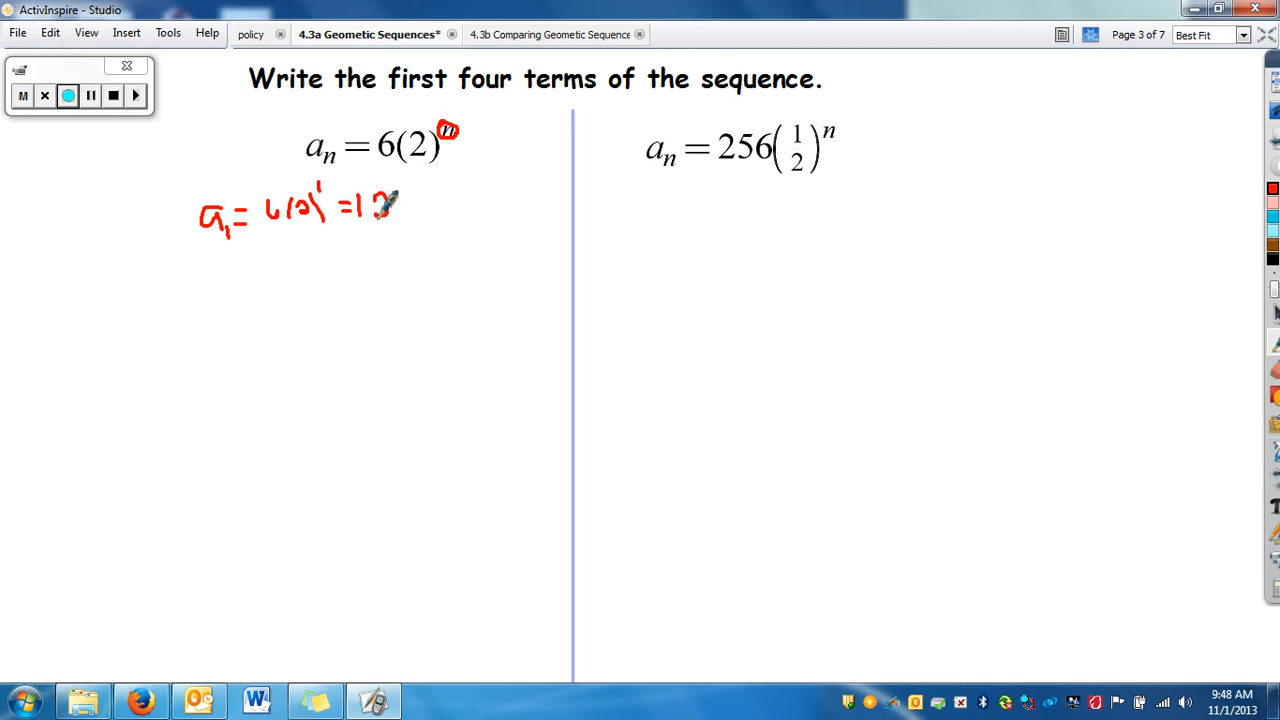 ActivInspire - Studio
File Edit View Insert Tools Help
policy
4.3a Geometric Sequences*
4.3b Comparing Geometric Sequence
Page 3 of 7
Best Fit
M
Write the first four terms of the sequence.
aₙ = 6(2)ⁿ
aₙ = 256(1/2)ⁿ
a₁ = 6(2)¹ = 12
9:48 AM
11/1/2013